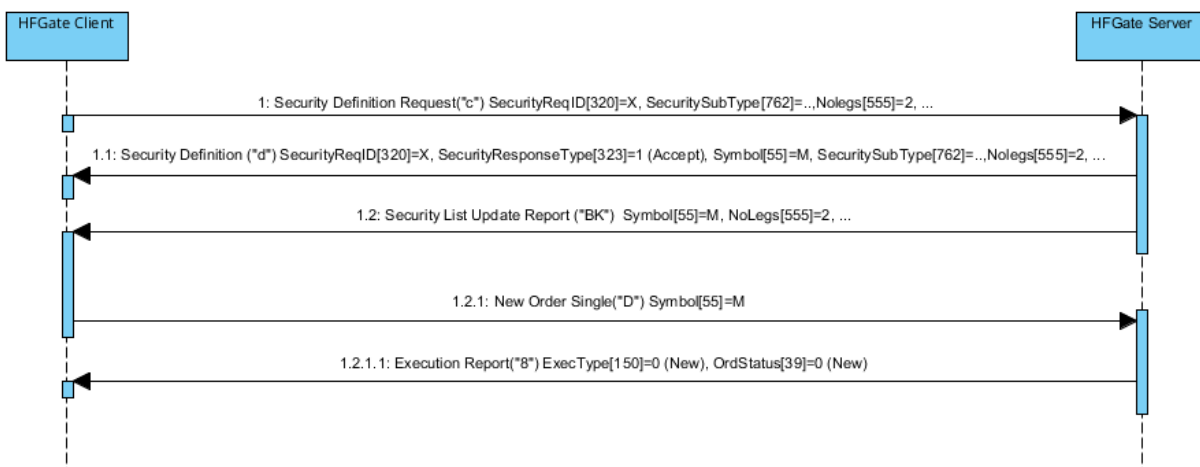 HFGate Client
HFGate Server
1: Security Definition Request("c") SecurityReqID[320]=X, SecuritySubType[762]=..,Nolegs[555]=2, ...
1.1: Security Definition ("d") SecurityReqID[320]=X, SecurityResponseType[323]=1 (Accept), Symbol[55]=M, SecuritySubType[762]=..,Nolegs[555]=2, ...
1.2: Security List Update Report ("BK") Symbol[55]=M, NoLegs[555]=2, ...
1.2.1: New Order Single("D") Symbol[55]=M
1.2.1.1: Execution Report("8") ExecType[150]=0 (New), OrdStatus[39]=0 (New)